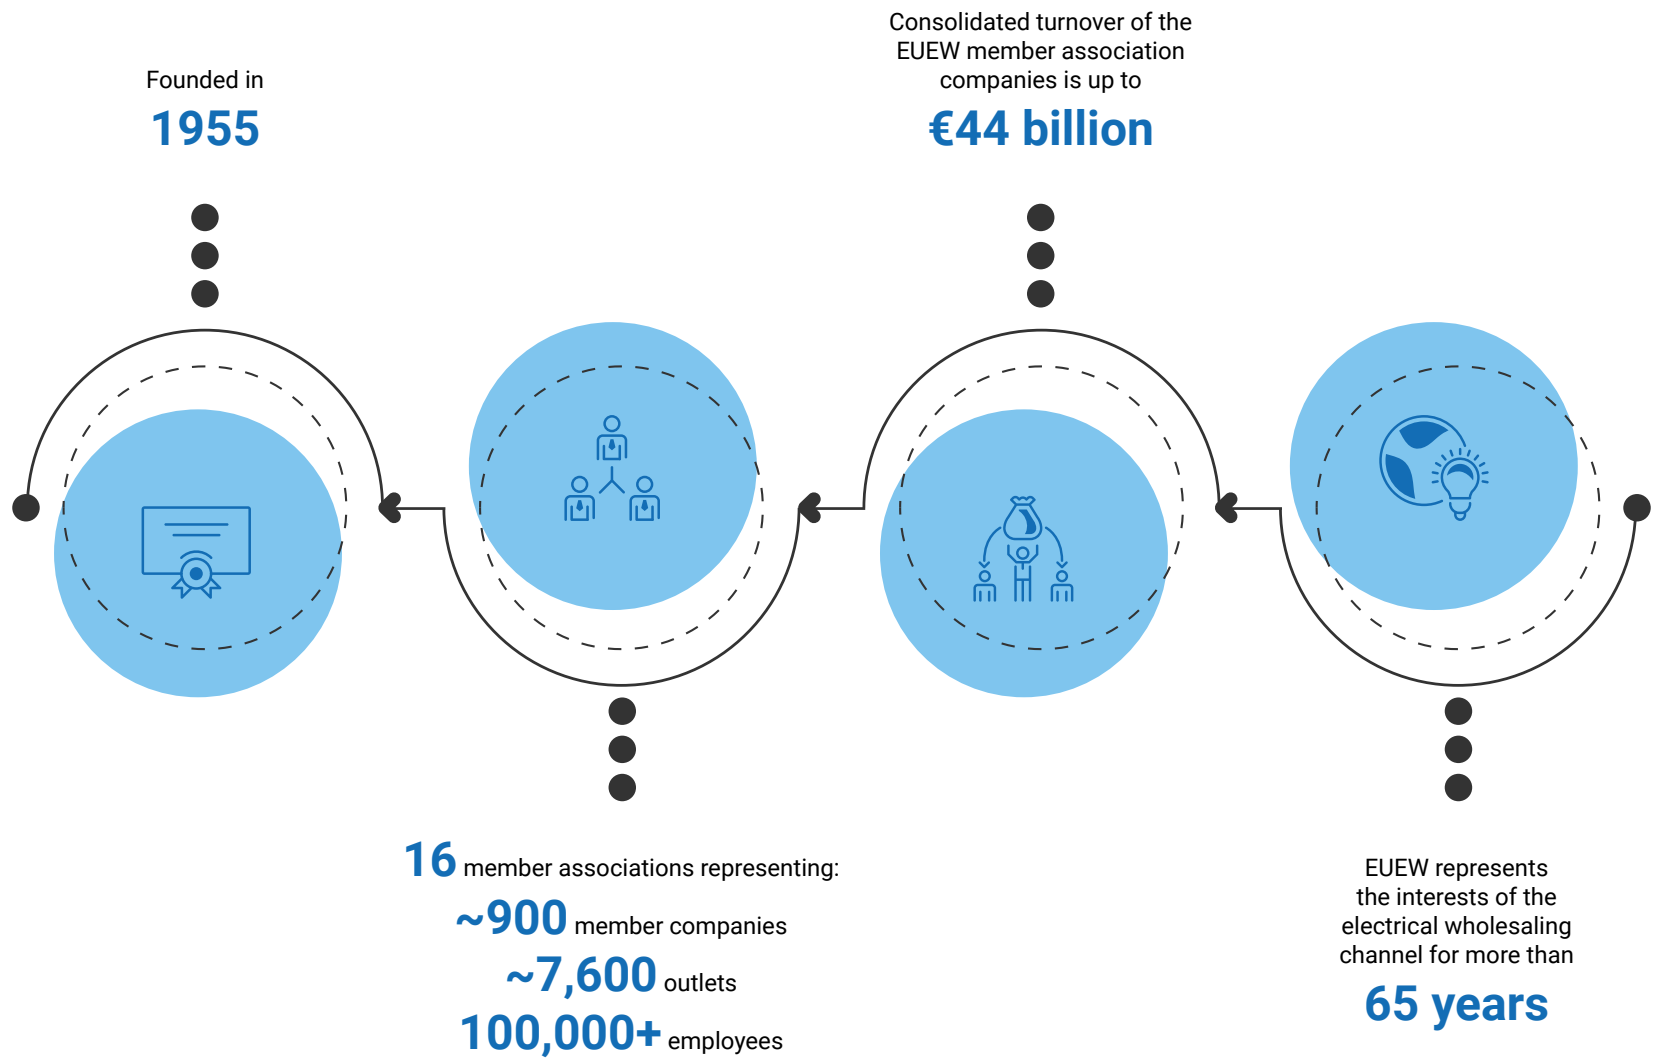 Founded in
1955
16 member associations representing:
~900 member companies
~7,600 outlets
100,000+ employees
Consolidated turnover of the
EUEW member association
companies is up to
€44 billion
EUEW represents
the interests of the
electrical wholesaling
channel for more than
65 years